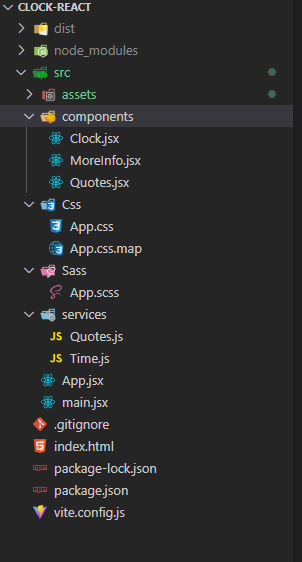 CLOCK-REACT
dist
node_modules
src
assets
components
Clock.jsx
MoreInfo.jsx
Quotes.jsx
Css
App.css
App.css.map
Sass
App.scss
services
JS Quotes.js
JS Time.js
App.jsx
main.jsx
.gitignore
index.html
package-lock.json
package.json
vite.config.js